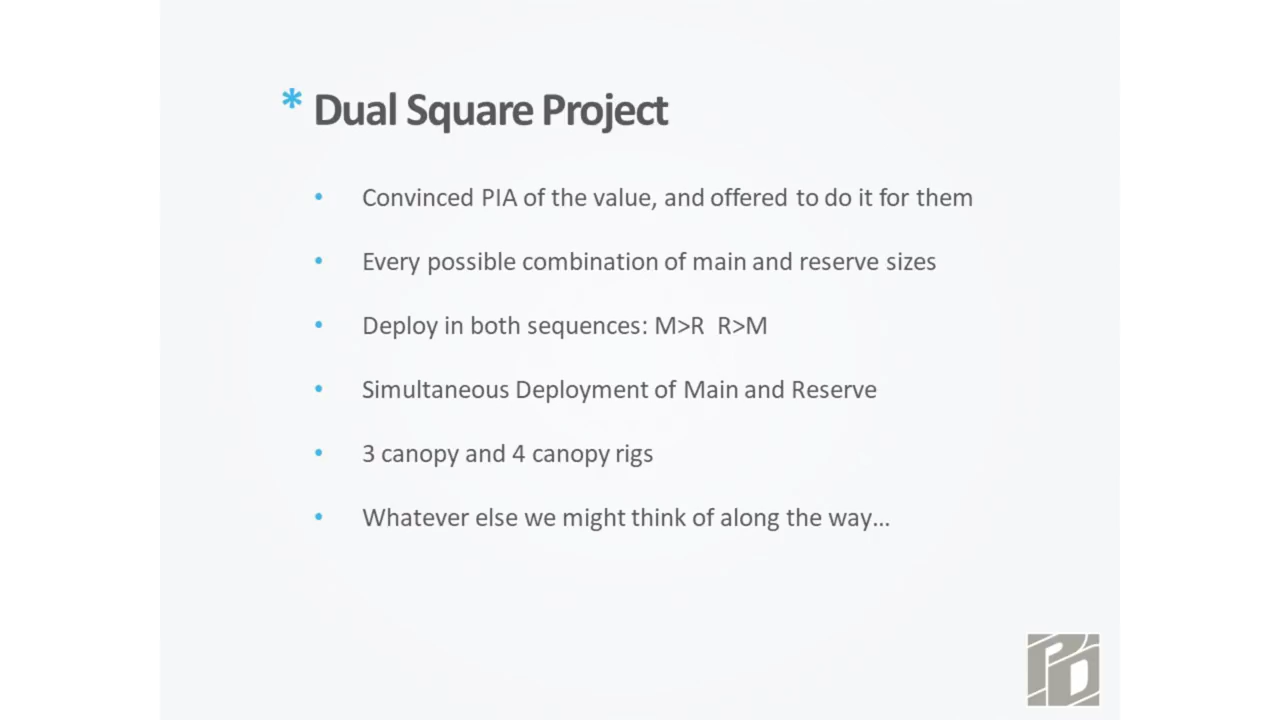 * Dual Square Project
• Convinced PIA of the value, and offered to do it for them
• Every possible combination of main and reserve sizes
• Deploy in both sequences: M>R  R>M
• Simultaneous Deployment of Main and Reserve
• 3 canopy and 4 canopy rigs
• Whatever else we might think of along the way…
PD